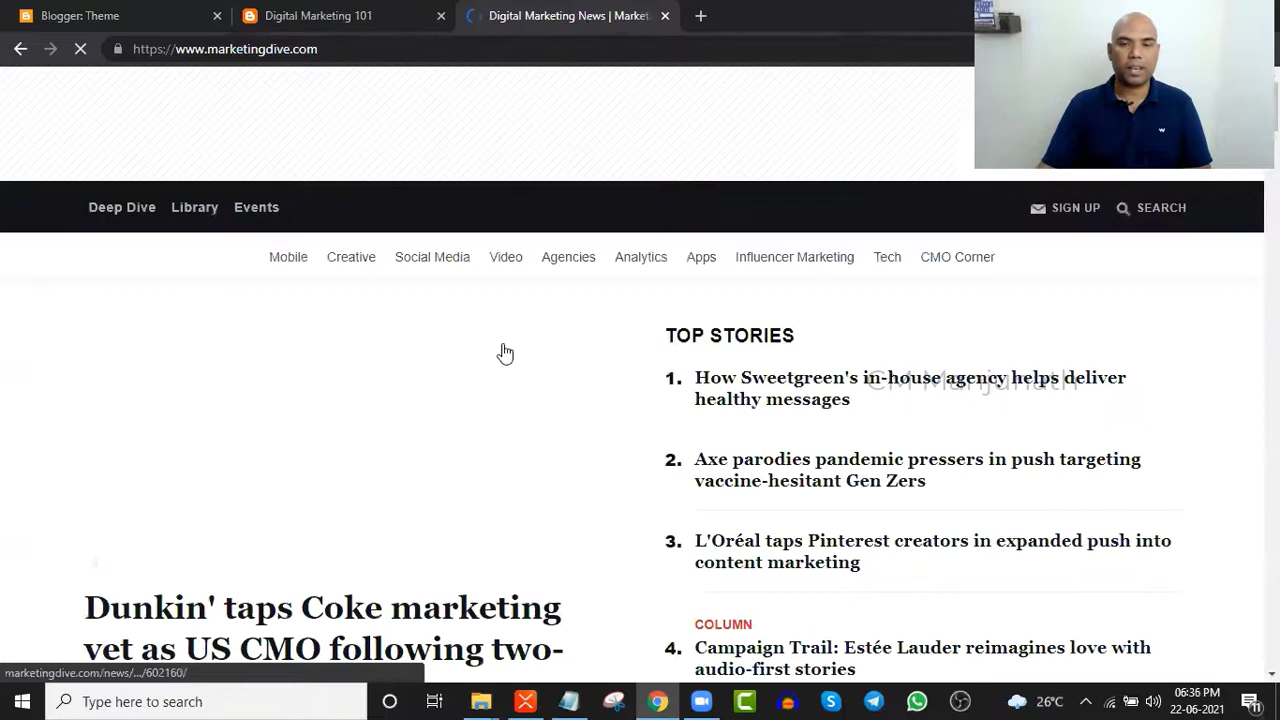 Blogger: Theme
Digital Marketing 101
Digital Marketing News | Market
https://www.marketingdive.com
Deep Dive Library Events
SIGN UP SEARCH
Mobile Creative Social Media Video Agencies Analytics Apps Influencer Marketing Tech CMO Corner
TOP STORIES
1. How Sweetgreen's in-house agency helps deliver
healthy messages
CM Manjunath
2. Axe parodies pandemic pressers in push targeting
vaccine-hesitant Gen Zers
3. L'Oréal taps Pinterest creators in expanded push into
content marketing
COLUMN
4. Campaign Trail: Estée Lauder reimagines love with
audio-first stories
Dunkin' taps Coke marketing
vet as US CMO following two-
marketingdive.com/news/.../602160/
Type here to search
26°C
06:36 PM
22-06-2021
11